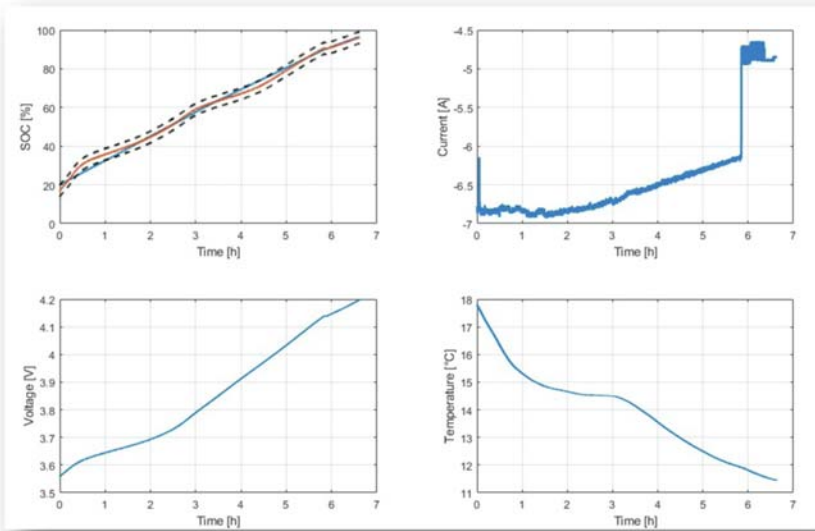 100
80
60
40
20
0
SOC [%]
0 1 2 3 4 5 6 7
Time [h]
-4.5
-5
-5.5
-6
-6.5
-7
Current [A]
0 1 2 3 4 5 6 7
Time [h]
4.2
4.1
4
3.9
3.8
3.7
3.6
3.5
Voltage [V]
0 1 2 3 4 5 6 7
Time [h]
18
17
16
15
14
13
12
11
Temperature [°C]
0 1 2 3 4 5 6 7
Time [h]